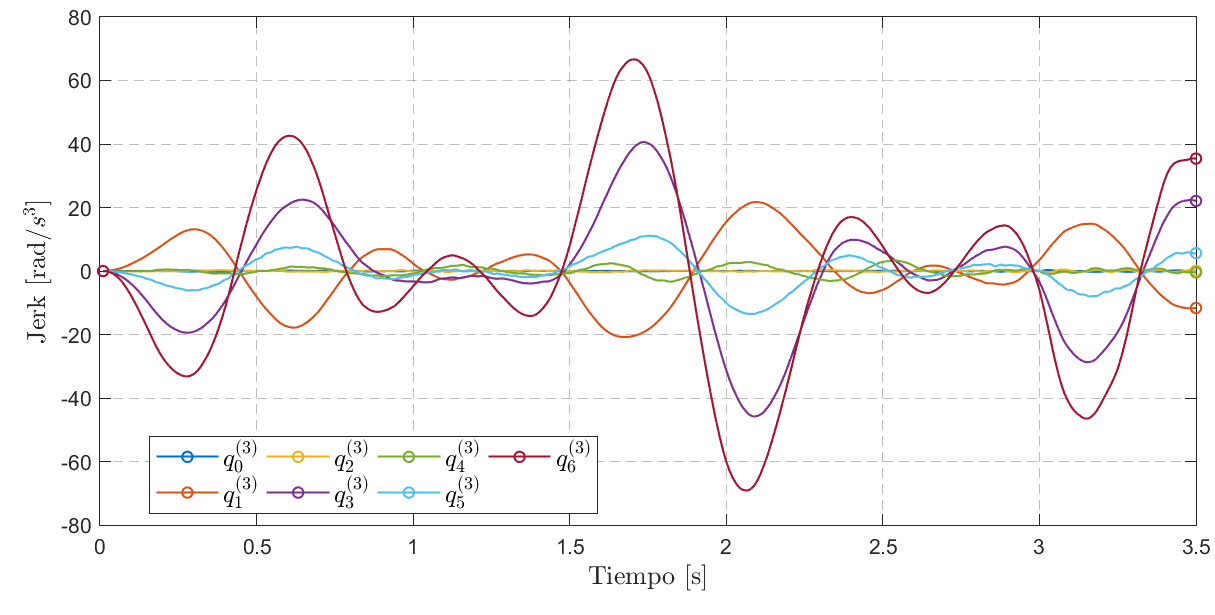 80
60
40
20
0
-20
-40
-60
-80
Jerk [rad/s³]
q₀⁽³⁾ q₂⁽³⁾ q₄⁽³⁾ q₆⁽³⁾
q₁⁽³⁾ q₃⁽³⁾ q₅⁽³⁾
0 0.5 1 1.5 2 2.5 3 3.5
Tiempo [s]